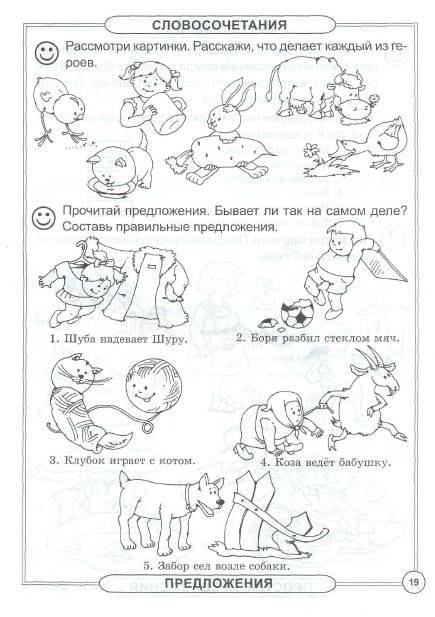 СЛОВОСОЧЕТАНИЯ
Рассмотри картинки. Расскажи, что делает каждый из ге-
роев.
Прочитай предложения. Бывает ли так на самом деле?
Составь правильные предложения.
1. Шуба надевает Шуру.
2. Боря разбил стеклом мяч.
3. Клубок играет с котом.
4. Коза ведёт бабушку.
5. Забор сел возле собаки.
ПРЕДЛОЖЕНИЯ
19